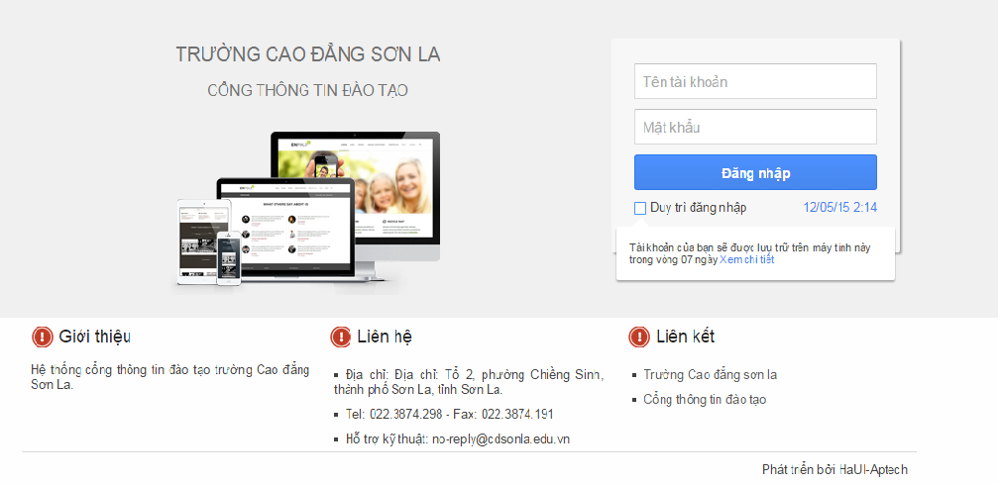 TRƯỜNG CAO ĐẲNG SƠN LA
CỔNG THÔNG TIN ĐÀO TẠO
WHAT OTHERS SAY ABOUT US
Tên tài khoản
Mật khẩu
Đăng nhập
Duy trì đăng nhập 12/05/15 2:14
Tài khoản của bạn sẽ được lưu trữ trên máy tính này
trong vòng 07 ngày Xem chi tiết
Giới thiệu
Hệ thống cổng thông tin đào tạo trường Cao đẳng
Sơn La.
Liên hệ
Địa chỉ: Địa chỉ: Tổ 2, phường Chiềng Sinh,
thành phố Sơn La, tỉnh Sơn La.
Tel: 022.3874.298 - Fax: 022.3874.191
Hỗ trợ kỹ thuật: no-reply@cdsonla.edu.vn
Liên kết
Trường Cao đẳng sơn la
Cổng thông tin đào tạo
Phát triển bởi HaUI-Aptech